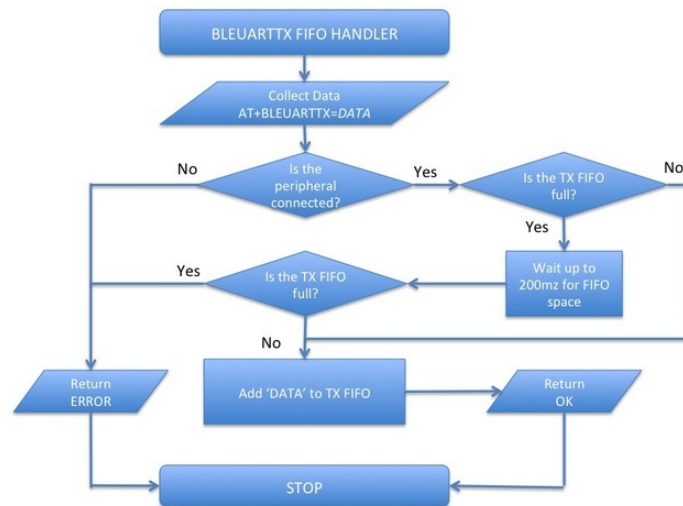 BLEUARTTX FIFO HANDLER
Collect Data
AT+BLEUARTTX=DATA
No
Is the
peripheral
connected?
Yes
Is the TX FIFO
full?
No
Yes
Yes
Is the TX FIFO
full?
Wait up to
200mz for FIFO
space
No
Return
ERROR
Add ‘DATA’ to TX FIFO
Return
OK
STOP